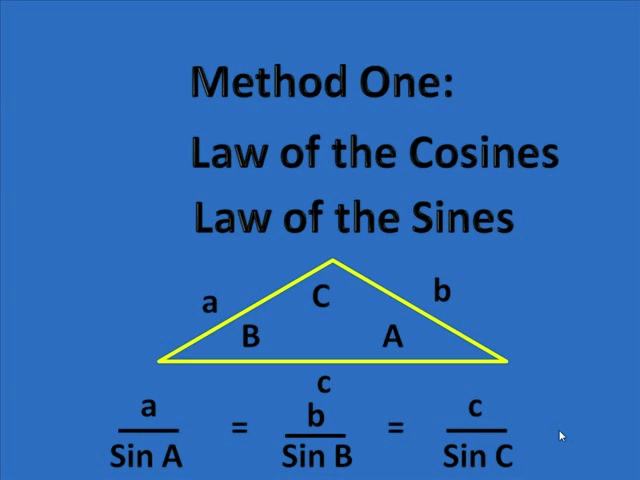 Method One:
Law of the Cosines
Law of the Sines
a C b
B A
c
a = b = c
Sin A Sin B Sin C